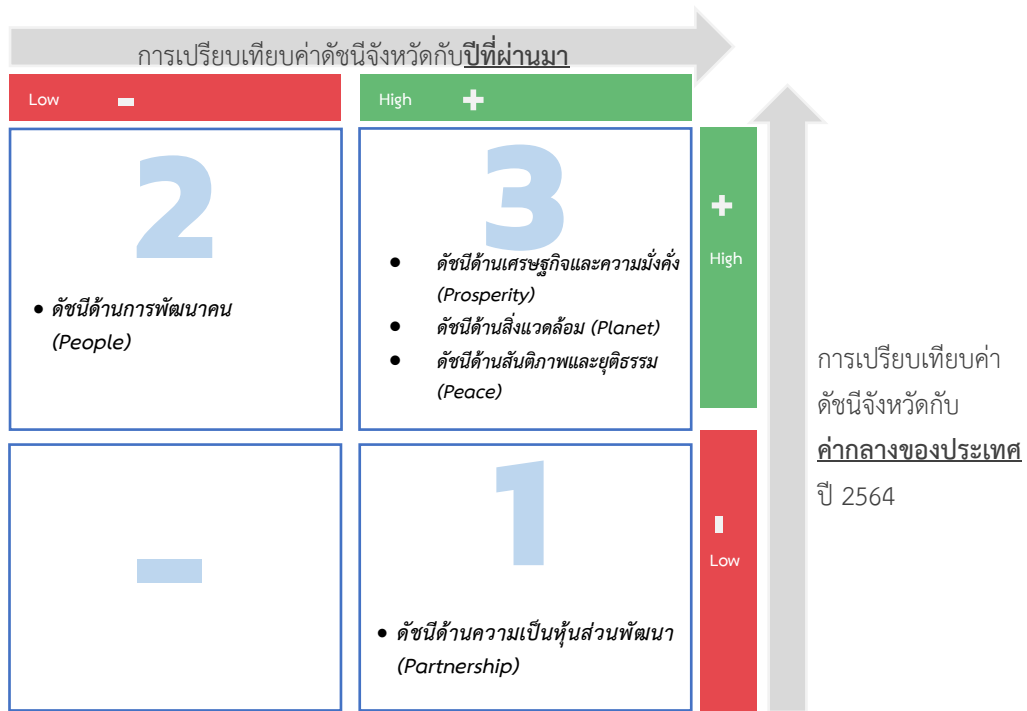 การเปรียบเทียบค่าดัชนีจังหวัดกับปีที่ผ่านมา
Low -
High +
2
• ดัชนีด้านการพัฒนาคน
(People)
3
• ดัชนีด้านเศรษฐกิจและความมั่งคั่ง
(Prosperity)
• ดัชนีด้านสิ่งแวดล้อม (Planet)
• ดัชนีด้านสันติภาพและยุติธรรม
(Peace)
+
High
-
1
• ดัชนีด้านความเป็นหุ้นส่วนพัฒนา
(Partnership)
-
Low
การเปรียบเทียบค่า
ดัชนีจังหวัดกับ
ค่ากลางของประเทศ
ปี 2564